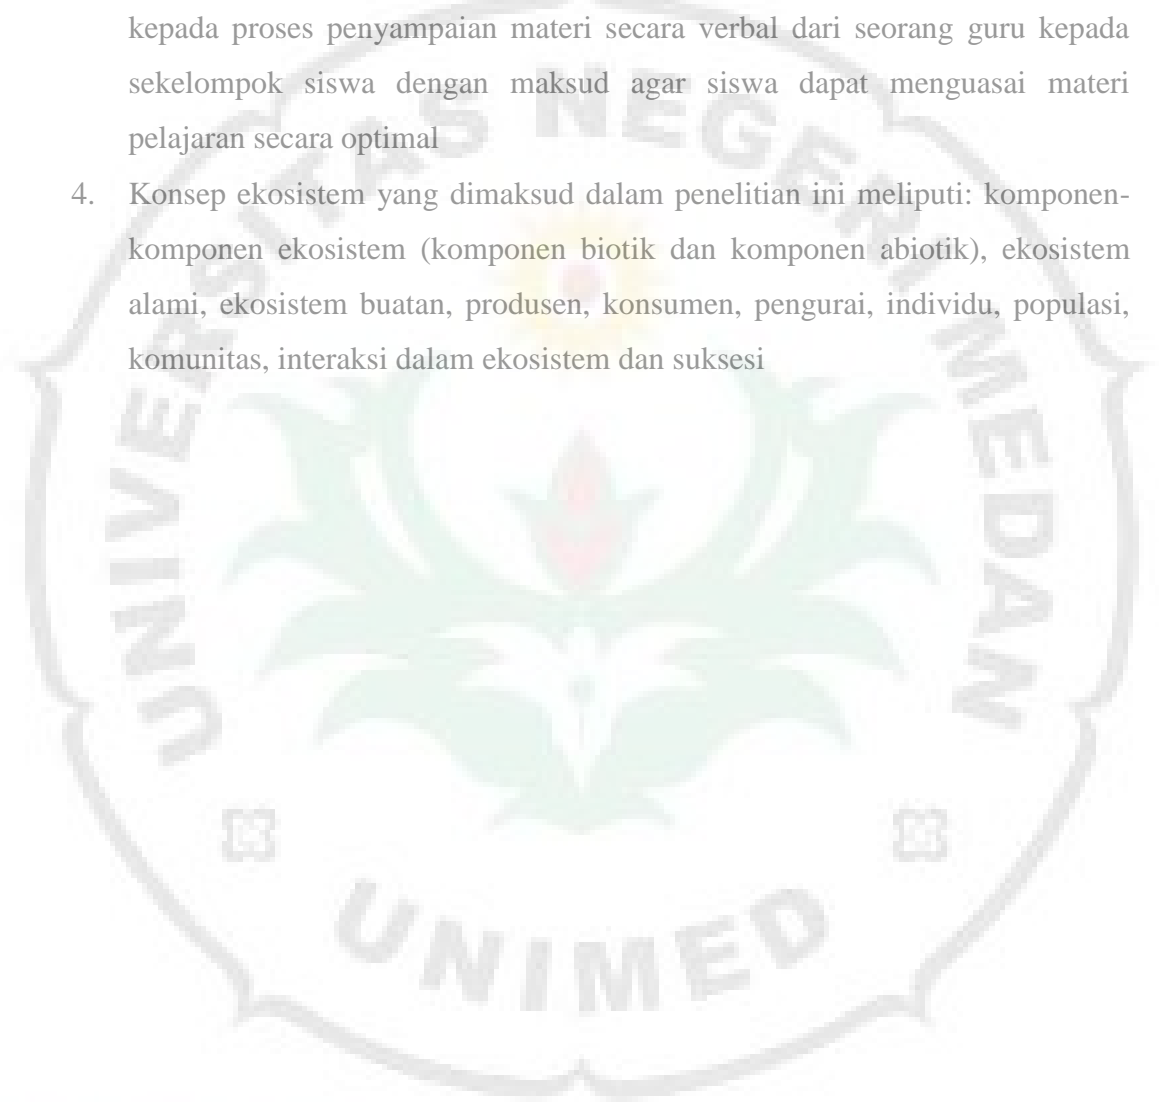 kepada proses penyampaian materi secara verbal dari seorang guru kepada
sekelompok siswa dengan maksud agar siswa dapat menguasai materi
pelajaran secara optimal
4. Konsep ekosistem yang dimaksud dalam penelitian ini meliputi: komponen-
komponen ekosistem (komponen biotik dan komponen abiotik), ekosistem
alami, ekosistem buatan, produsen, konsumen, pengurai, individu, populasi,
komunitas, interaksi dalam ekosistem dan suksesi
UNIVERSITAS NEGERI MEDAN
UNIMED